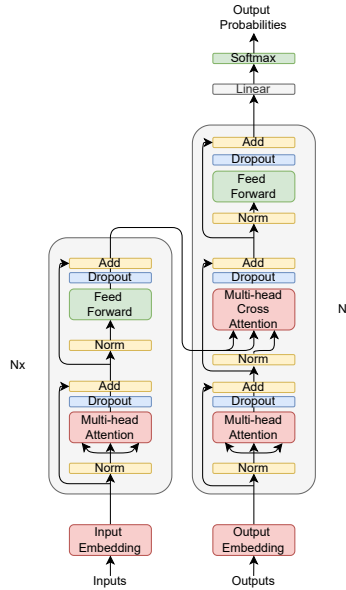 Output
Probabilities
Softmax
Linear
Add
Dropout
Feed
Forward
Norm
Add
Dropout
Multi-head
Cross
Attention
Norm
Add
Dropout
Multi-head
Attention
Norm
Output
Embedding
Outputs
N
Add
Dropout
Feed
Forward
Norm
Add
Dropout
Multi-head
Attention
Norm
Input
Embedding
Inputs
Nx